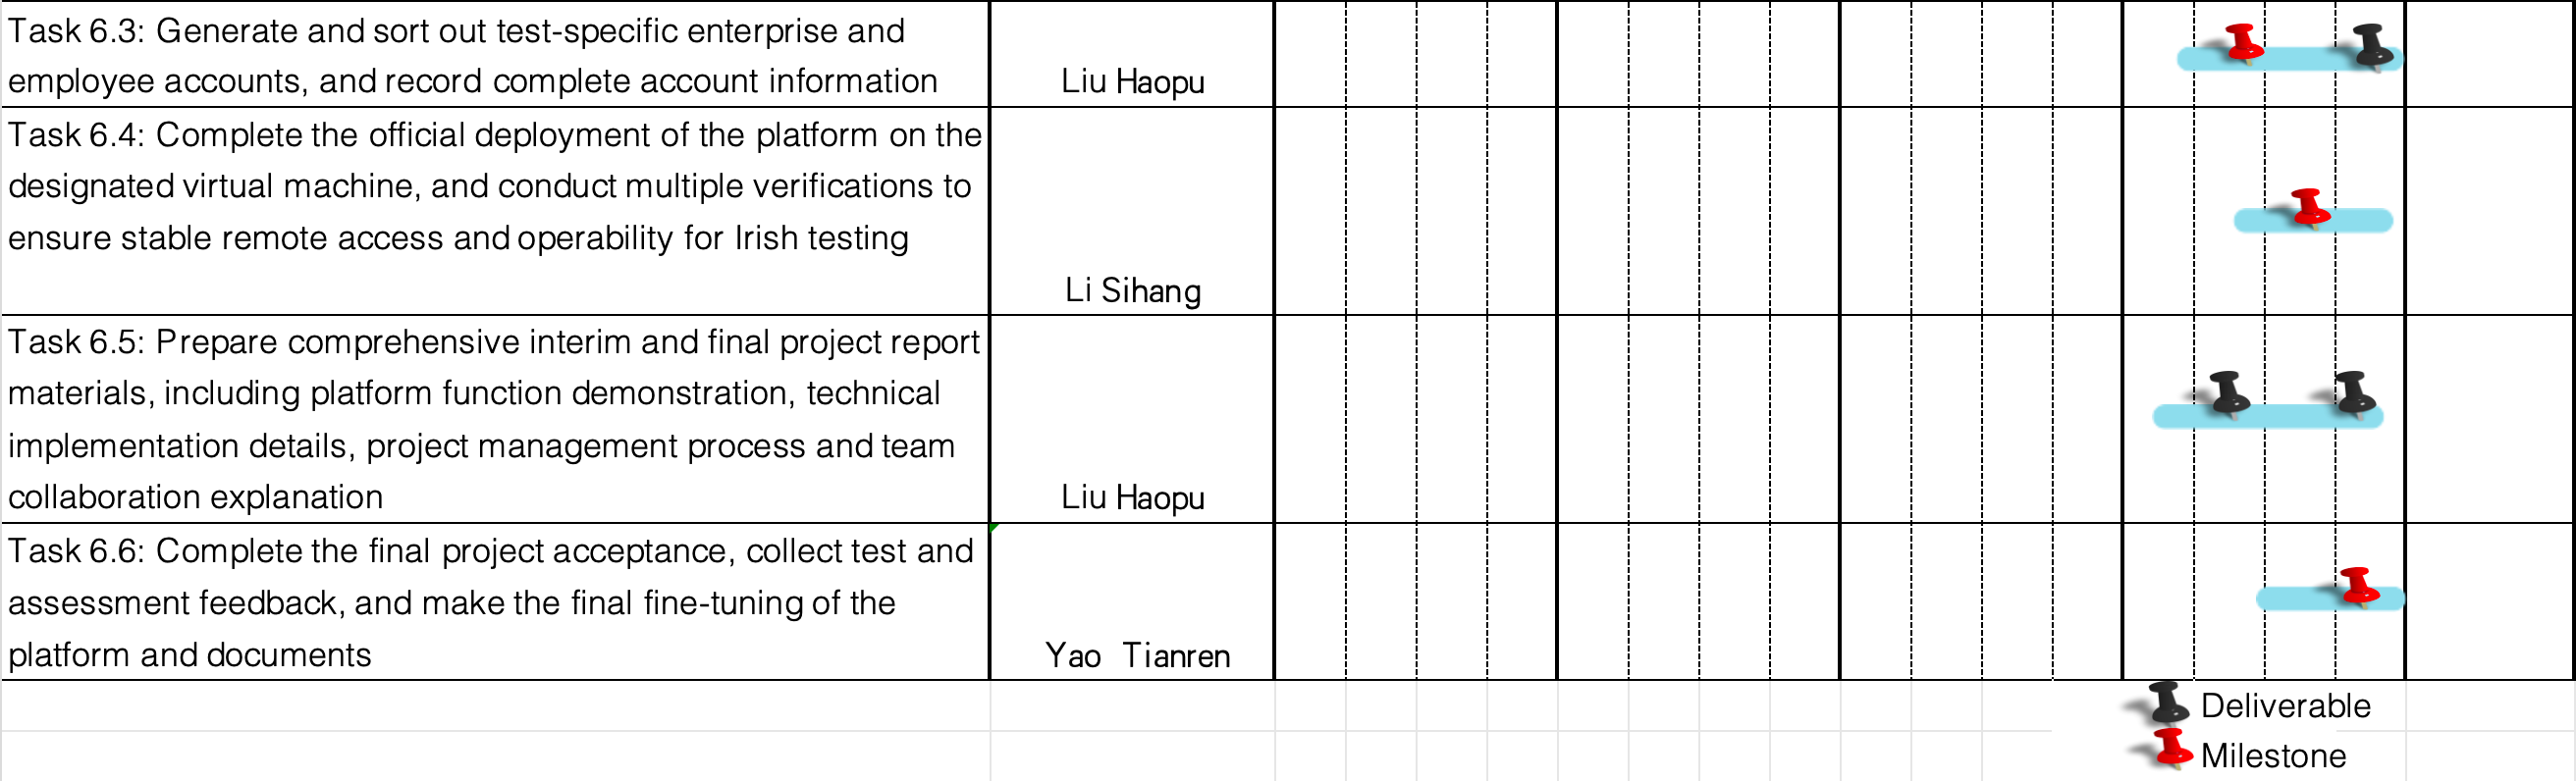 Task 6.3: Generate and sort out test-specific enterprise and
employee accounts, and record complete account information
Liu Haopu
Task 6.4: Complete the official deployment of the platform on the
designated virtual machine, and conduct multiple verifications to
ensure stable remote access and operability for Irish testing
Li Sihang
Task 6.5: Prepare comprehensive interim and final project report
materials, including platform function demonstration, technical
implementation details, project management process and team
collaboration explanation
Liu Haopu
Task 6.6: Complete the final project acceptance, collect test and
assessment feedback, and make the final fine-tuning of the
platform and documents
Yao Tianren
Deliverable
Milestone